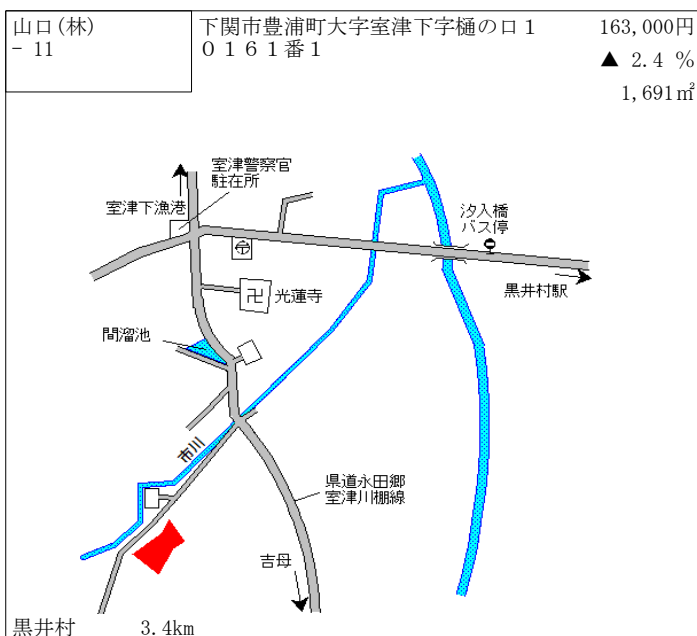 山口(林)
- 11
下関市豊浦町大字室津下字樋の口1
0161番1
163,000円
▲ 2.4 %
1,691㎡
室津警察官
駐在所
室津下漁港
汐入橋
バス停
黒井村駅
卍 光蓮寺
間溜池
市川
県道永田郷
室津川棚線
吉母
黒井村 3.4km